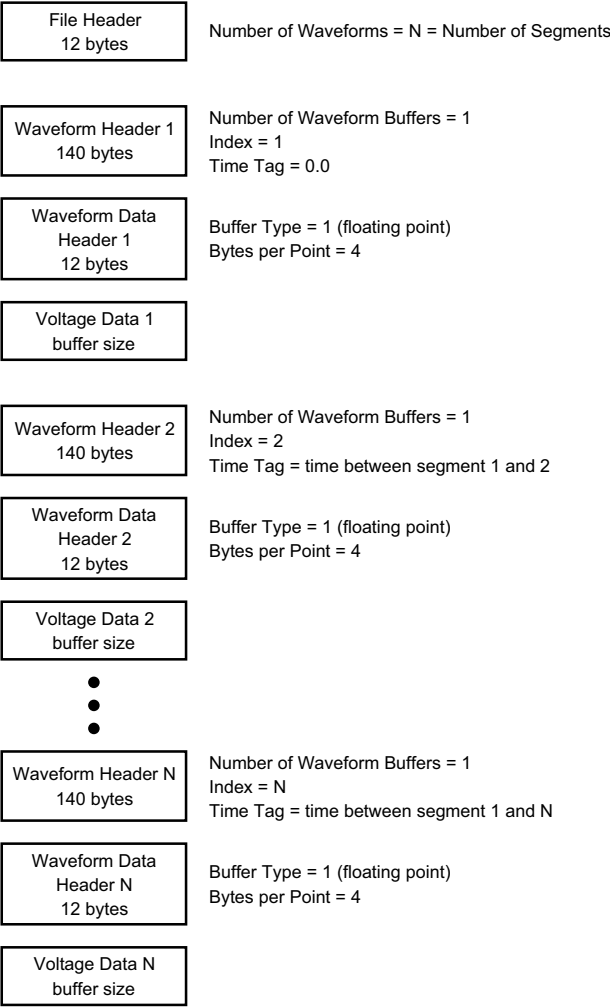 File Header
12 bytes
Number of Waveforms = N = Number of Segments
Waveform Header 1
140 bytes
Number of Waveform Buffers = 1
Index = 1
Time Tag = 0.0
Waveform Data
Header 1
12 bytes
Buffer Type = 1 (floating point)
Bytes per Point = 4
Voltage Data 1
buffer size
Waveform Header 2
140 bytes
Number of Waveform Buffers = 1
Index = 2
Time Tag = time between segment 1 and 2
Waveform Data
Header 2
12 bytes
Buffer Type = 1 (floating point)
Bytes per Point = 4
Voltage Data 2
buffer size
Waveform Header N
140 bytes
Number of Waveform Buffers = 1
Index = N
Time Tag = time between segment 1 and N
Waveform Data
Header N
12 bytes
Buffer Type = 1 (floating point)
Bytes per Point = 4
Voltage Data N
buffer size